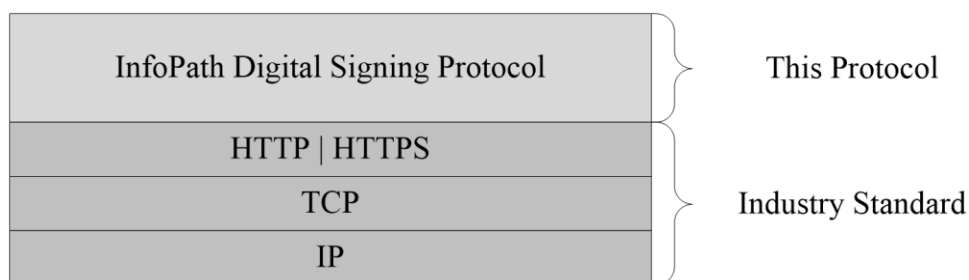 InfoPath Digital Signing Protocol
This Protocol
HTTP | HTTPS
TCP
Industry Standard
IP